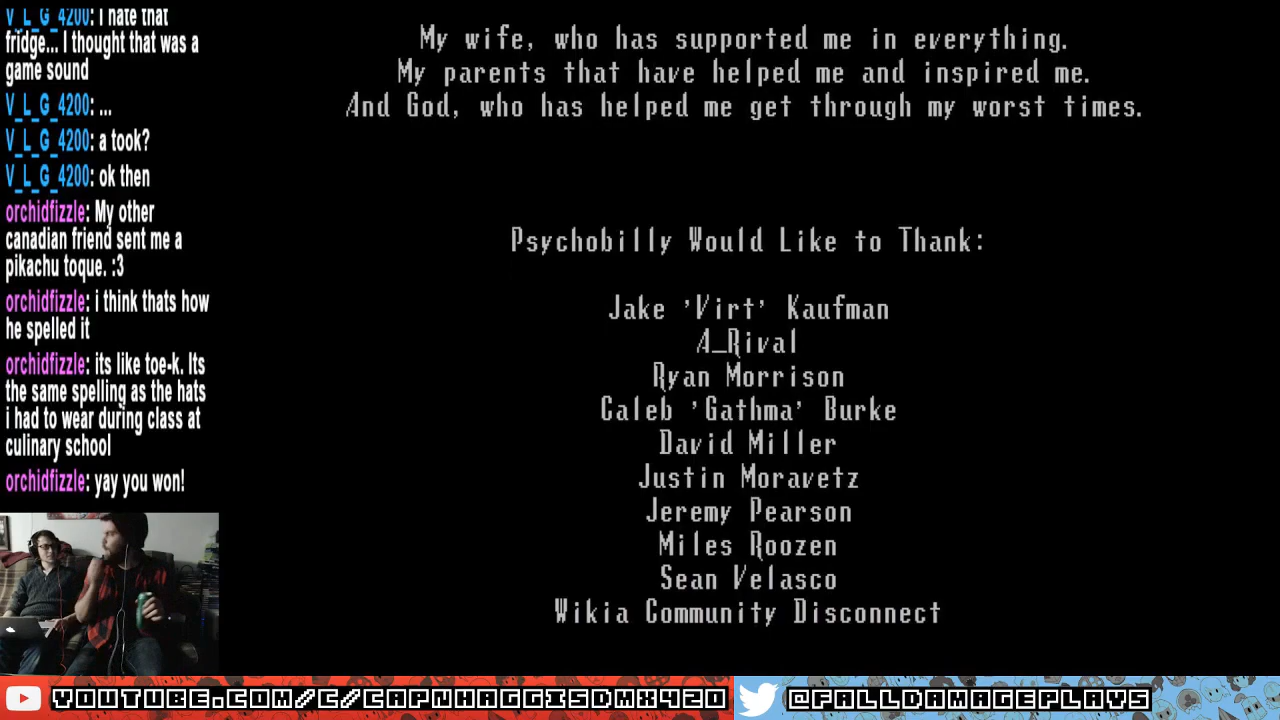 V_L_G_4200: I hate that
fridge... I thought that was a
game sound
V_L_G_4200: ...
V_L_G_4200: a took?
V_L_G_4200: ok then
orchidfizzle: My other
canadian friend sent me a
pikachu toque. :3
orchidfizzle: i think thats how
he spelled it
orchidfizzle: its like toe-k. Its
the same spelling as the hats
i had to wear during class at
culinary school
orchidfizzle: yay you won!
My wife, who has supported me in everything.
My parents that have helped me and inspired me.
And God, who has helped me get through my worst times.
Psychobilly Would Like to Thank:
Jake 'Virt' Kaufman
A_Rival
Ryan Morrison
Caleb 'Gathma' Burke
David Miller
Justin Moravetz
Jeremy Pearson
Miles Roozen
Sean Velasco
Wikia Community Disconnect
YOUTUBE.COM/C/CAPNHAGGISDMX420
@FALLDAMAGEPLAYS